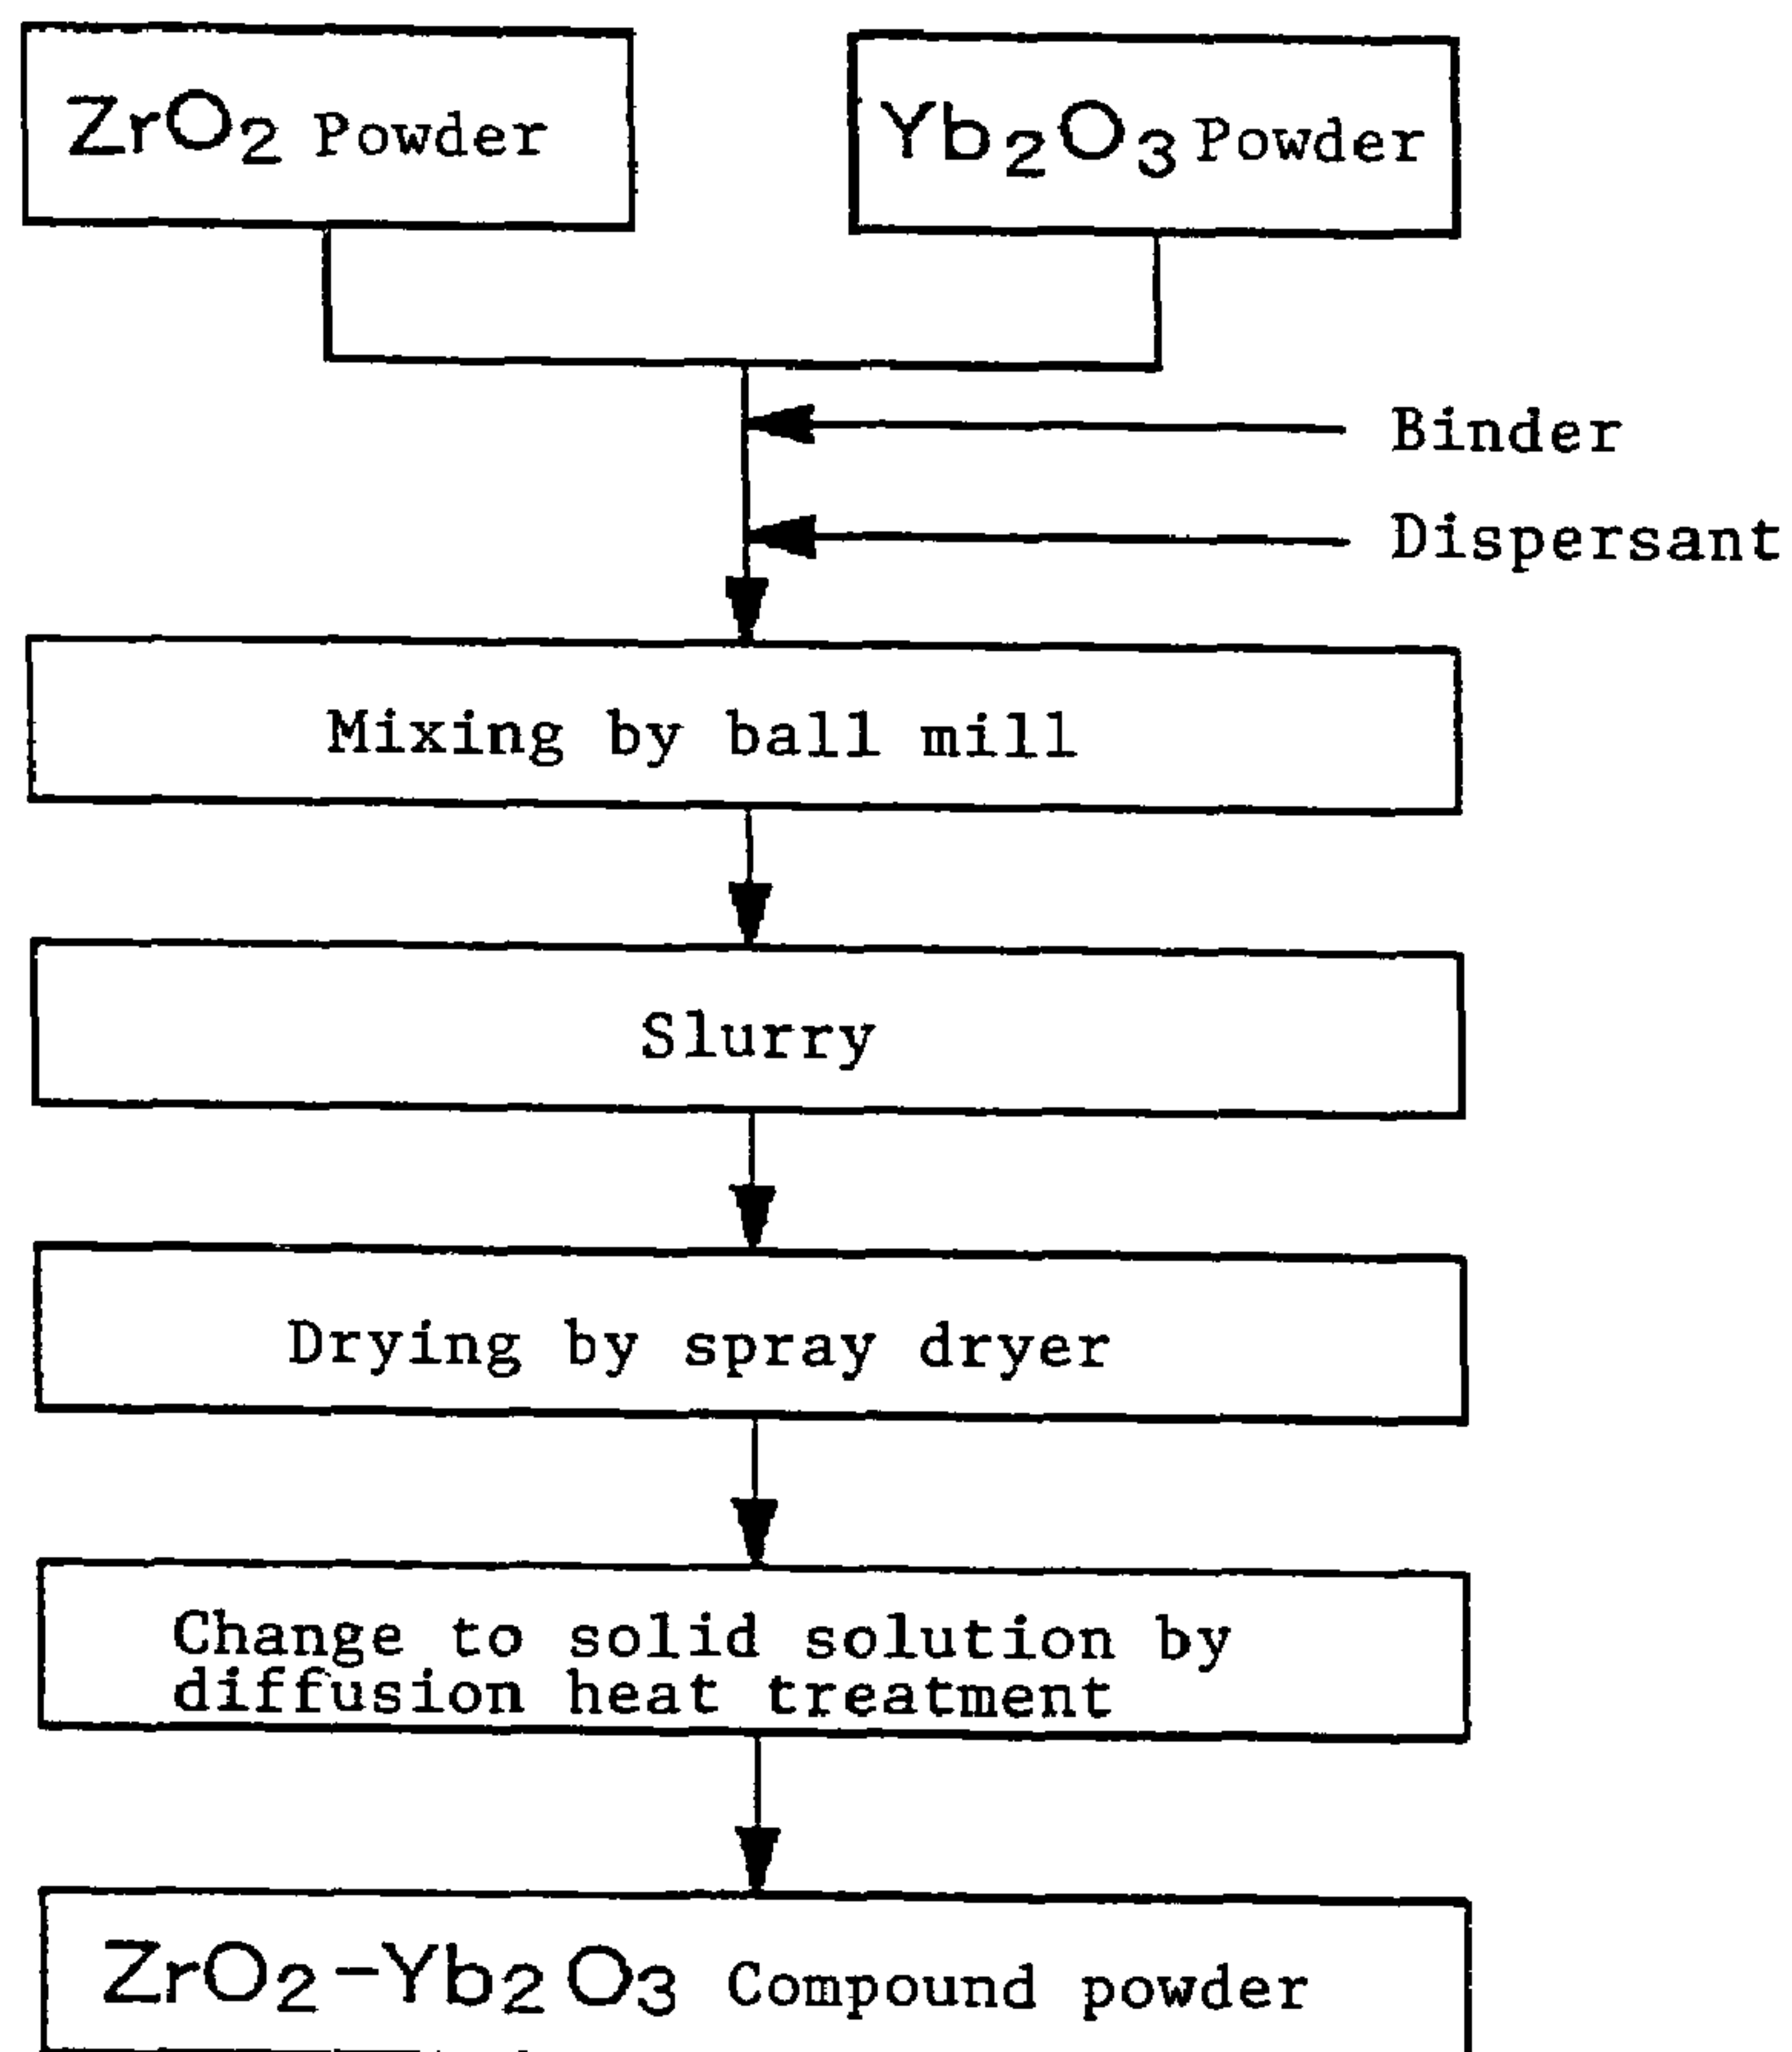 ZrO₂ Powder
Yb₂O₃ Powder
Binder
Dispersant
Mixing by ball mill
Slurry
Drying by spray dryer
Change to solid solution by
diffusion heat treatment
ZrO₂-Yb₂O₃ Compound powder